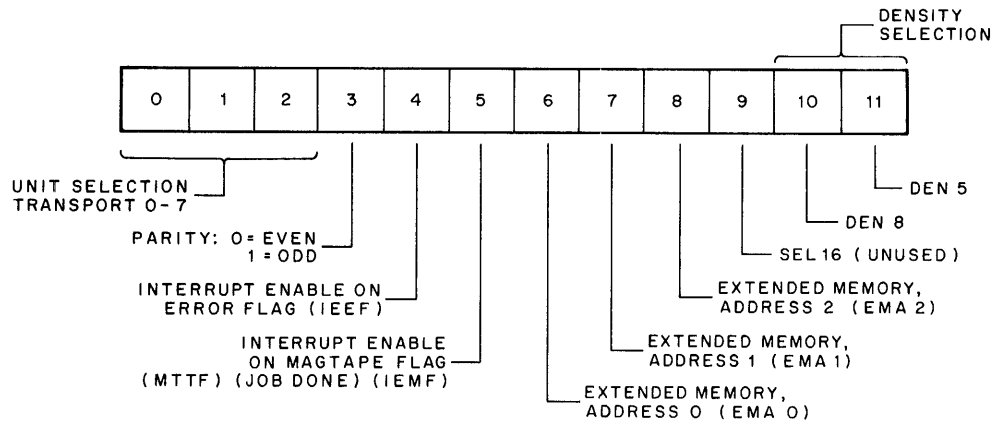 DENSITY
SELECTION
0 1 2 3 4 5 6 7 8 9 10 11
UNIT SELECTION
TRANSPORT 0-7
DEN 5
DEN 8
PARITY: 0=EVEN
1=ODD
SEL 16 (UNUSED)
INTERRUPT ENABLE ON
ERROR FLAG (IEEF)
EXTENDED MEMORY,
ADDRESS 2 (EMA 2)
INTERRUPT ENABLE
ON MAGTAPE FLAG
(MTTF) (JOB DONE) (IEMF)
EXTENDED MEMORY,
ADDRESS 1 (EMA 1)
EXTENDED MEMORY,
ADDRESS 0 (EMA 0)